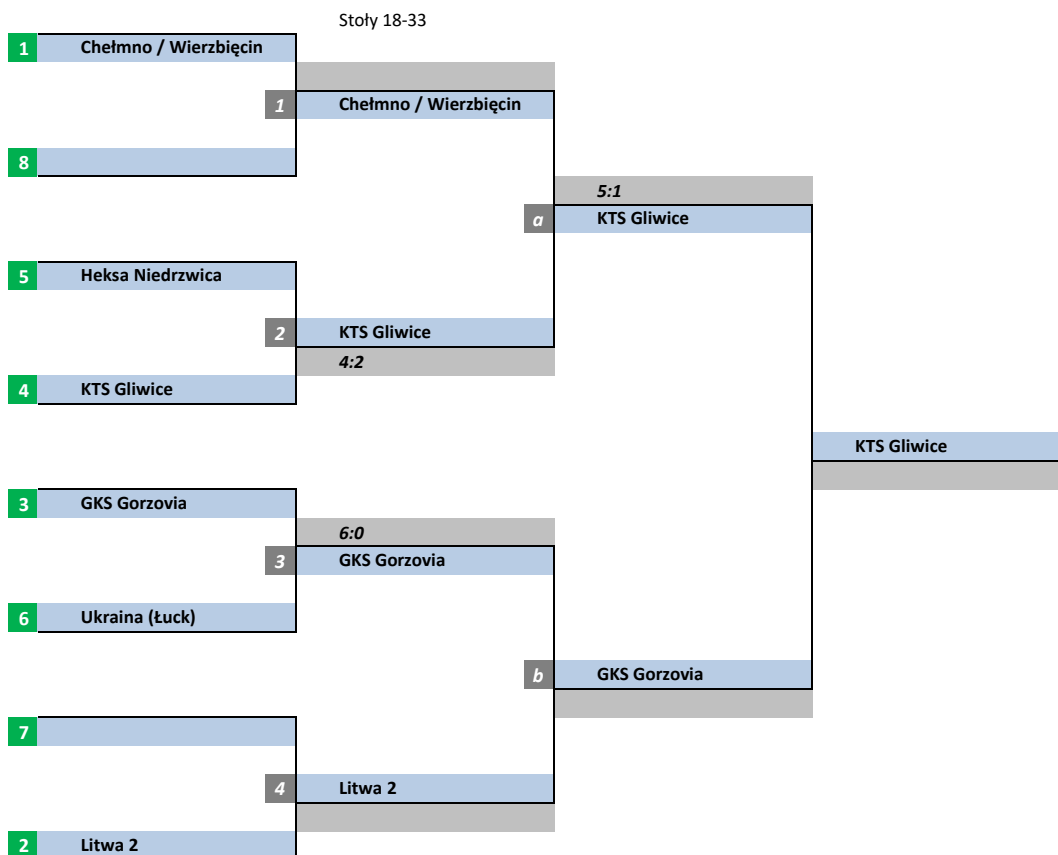 Stoły 18-33
1 Chełmno / Wierzbięcin
1 Chełmno / Wierzbięcin
8
5:1
a KTS Gliwice
5 Heksa Niedrzwica
2 KTS Gliwice
4:2
4 KTS Gliwice
KTS Gliwice
3 GKS Gorzovia
6:0
3 GKS Gorzovia
6 Ukraina (Łuck)
b GKS Gorzovia
7
4 Litwa 2
2 Litwa 2